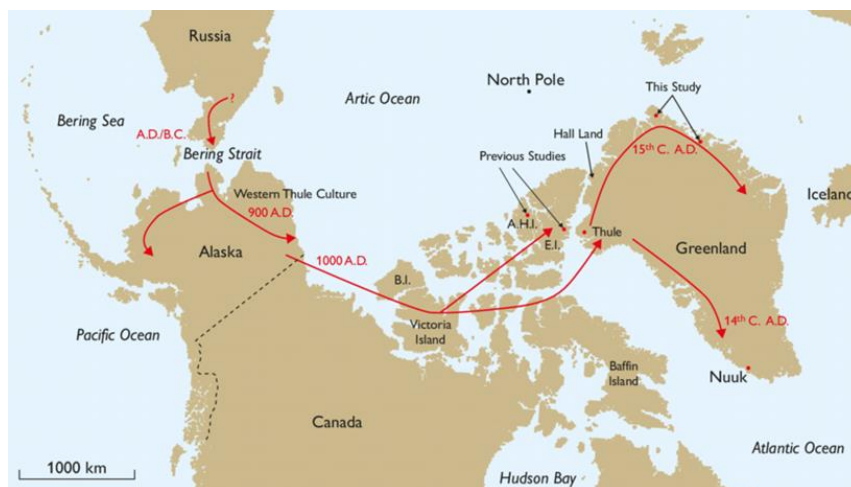 Russia
North Pole
This Study
Artic Ocean
?
Bering Sea
A.D./B.C.
Hall Land
15th C. A.D.
Bering Strait
Previous Studies
Iceland
Western Thule Culture
900 A.D.
A.H.I.
Thule
E.I.
Greenland
Alaska
1000 A.D.
B.I.
14th C. A.D.
Pacific Ocean
Victoria
Island
Baffin
Island
Nuuk
Canada
Atlantic Ocean
1000 km
Hudson Bay